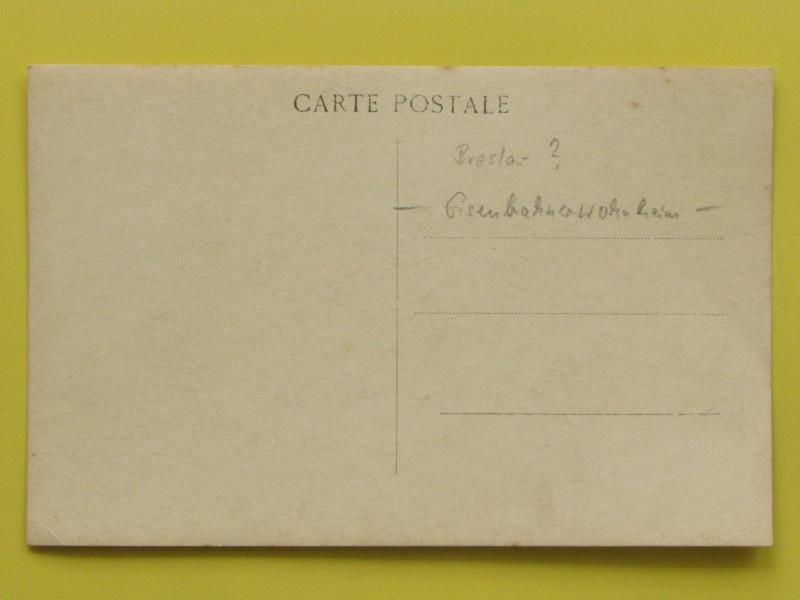 CARTE POSTALE
Breslau ?
— Eisenbahnerwohnheim —